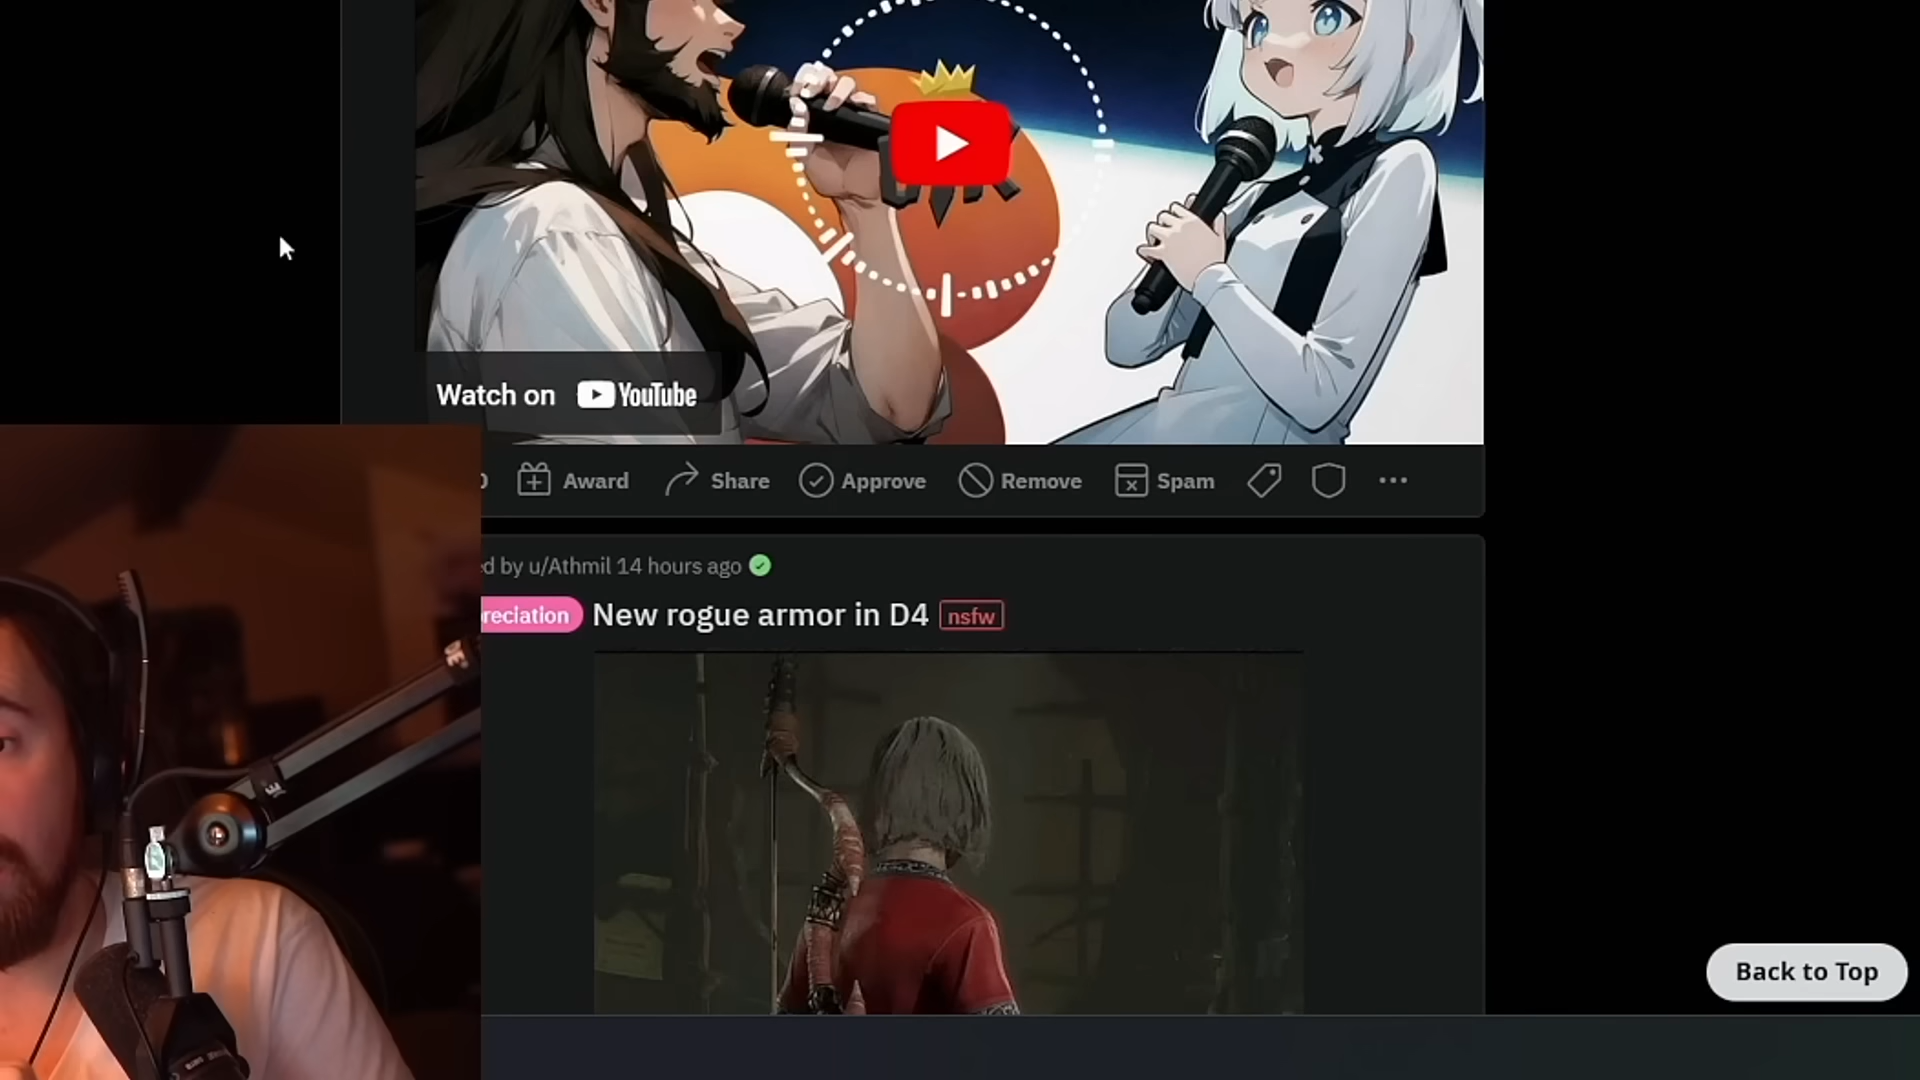 Watch on YouTube
Award Share Approve Remove Spam
ed by u/Athmil 14 hours ago
reciation New rogue armor in D4 nsfw
Back to Top